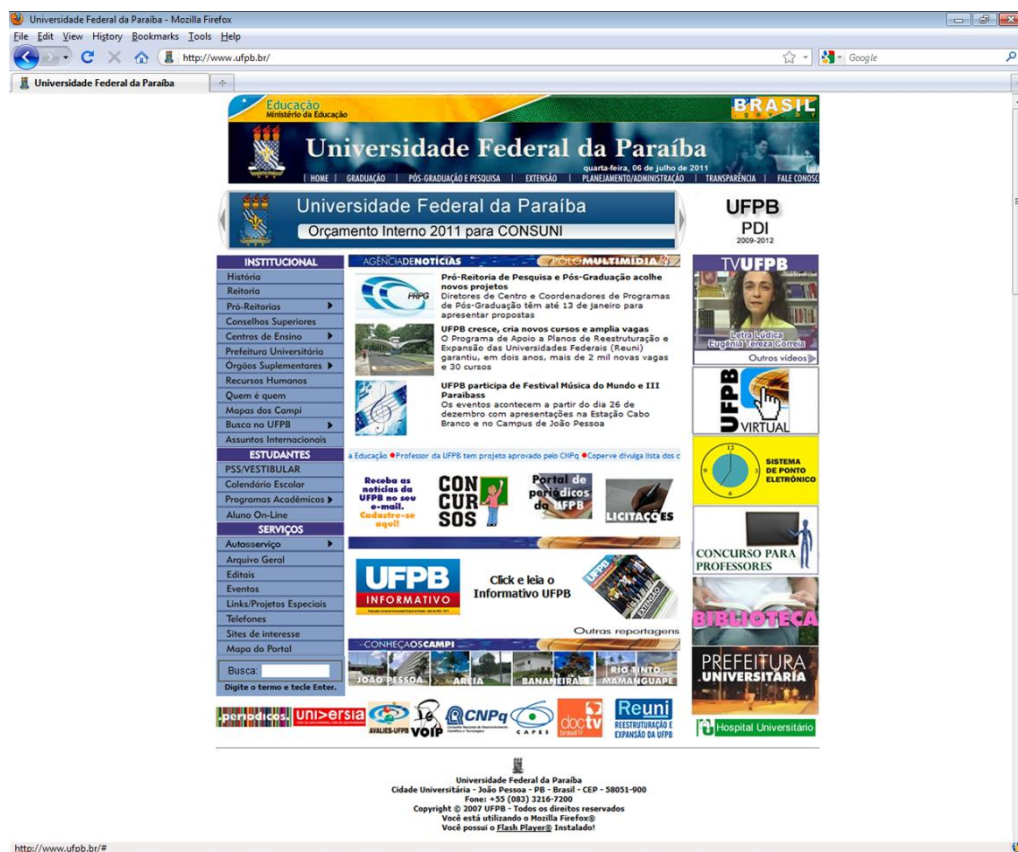 Universidade Federal da Paraíba - Mozilla Firefox
File Edit View History Bookmarks Tools Help
http://www.ufpb.br/
Google
Universidade Federal da Paraíba
Educação
Ministério da Educação
BRASIL
Universidade Federal da Paraíba
quarta-feira, 06 de julho de 2011
| HOME | GRADUAÇÃO | PÓS-GRADUAÇÃO E PESQUISA | EXTENSÃO | PLANEJAMENTO/ADMINISTRAÇÃO | TRANSPARÊNCIA | FALE CONOSC
Universidade Federal da Paraíba
Orçamento Interno 2011 para CONSUNI
UFPB
PDI
2009-2012
INSTITUCIONAL
História
Reitoria
Pró-Reitorias
Conselhos Superiores
Centros de Ensino
Prefeitura Universitária
Órgãos Suplementares
Recursos Humanos
Quem é quem
Mapas dos Campi
Busca na UFPB
Assuntos Internacionais
ESTUDANTES
PSS/VESTIBULAR
Calendário Escolar
Programas Acadêmicos
Aluno On-Line
SERVIÇOS
Autosserviço
Arquivo Geral
Editais
Eventos
Links/Projetos Especiais
Telefones
Sites de interesse
Mapa do Portal
Busca:
Digite o termo e tecle Enter.
AGÊNCIADENOTÍCIAS
PÓLOMULTIMÍDIA
PRPG
Pró-Reitoria de Pesquisa e Pós-Graduação acolhe
novos projetos
Diretores de Centro e Coordenadores de Programas
de Pós-Graduação têm até 13 de janeiro para
apresentar propostas
UFPB cresce, cria novos cursos e amplia vagas
O Programa de Apoio a Planos de Reestruturação e
Expansão das Universidades Federais (Reuni)
garantiu, em dois anos, mais de 2 mil novas vagas
e 30 cursos
UFPB participa de Festival Música do Mundo e III
Paraibass
Os eventos acontecem a partir do dia 26 de
dezembro com apresentações na Estação Cabo
Branco e no Campus de João Pessoa
a Educação ●Professor da UFPB tem projeto aprovado pelo CNPq ●Coperve divulga lista dos c
Receba as
notícias da
UFPB no seu
e-mail.
Cadastre-se
aqui!
CON
CUR
SOS
Portal de
periódicos
da UFPB
LICITAÇÕES
UFPB
INFORMATIVO
Click e leia o
Informativo UFPB
UFPB
EXTENSÃO
Outras reportagens
CONHEÇAOSCAMPI
JOÃO PESSOA
AREIA
BANANEIRAS
RIO TINTO
MAMANGUAPE
TVUFPB
Letra Lúdica
Eugênia Tereza Correia
Outros vídeos
UFPB
VIRTUAL
12
3
6
9
SISTEMA
DE PONTO
ELETRÔNICO
CONCURSO PARA
PROFESSORES
BIBLIOTECA
PREFEITURA
UNIVERSITÁRIA
Hospital Universitário
.periodicos.
universia
AVALIES-UFPB
VOIP
CNPq
CAPES
doctv
brasil
Reuni
REESTRUTURAÇÃO E
EXPANSÃO DA UFPB
Universidade Federal da Paraíba
Cidade Universitária - João Pessoa - PB - Brasil - CEP - 58051-900
Fone: +55 (083) 3216-7200
Copyright © 2007 UFPB - Todos os direitos reservados
Você está utilizando o Mozilla Firefox®
Você possui o Flash Player® Instalado!
http://www.ufpb.br/#